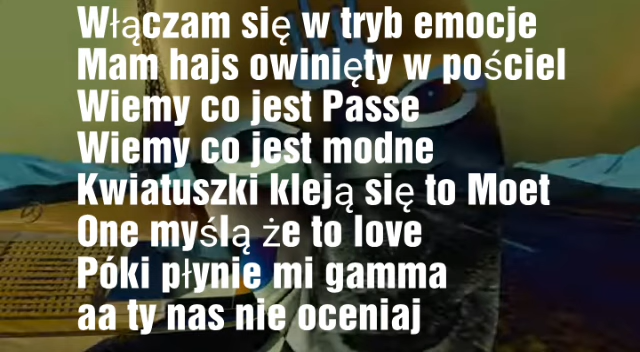 Włączam się w tryb emocje
Mam hajs owinięty w pościel
Wiemy co jest Passe
Wiemy co jest modne
Kwiatuszki kleją się to Moet
One myślą że to love
Póki płynie mi gamma
aa ty nas nie oceniaj